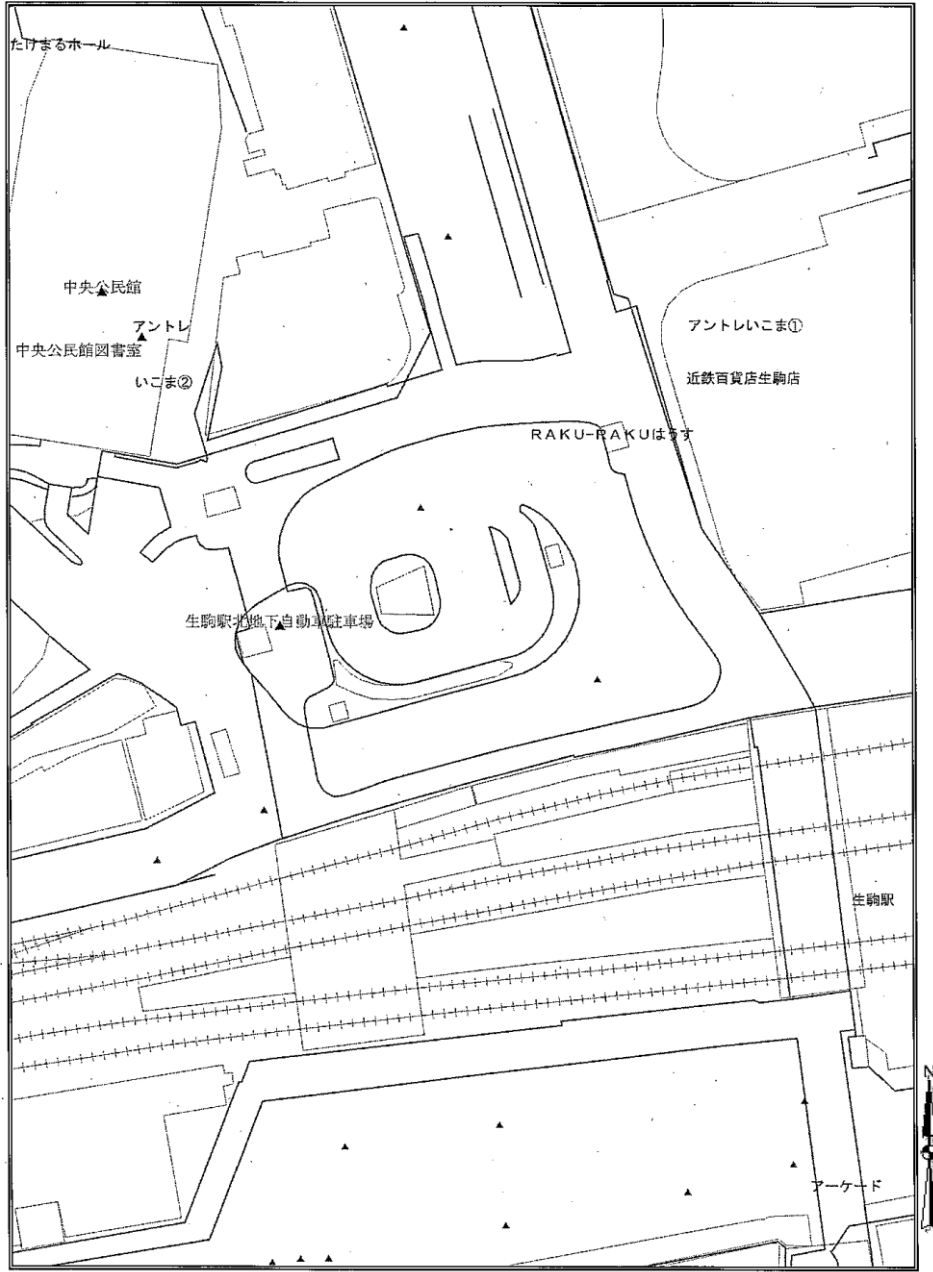 たけまるホール
中央公民館
アントレ
中央公民館図書室
いこま②
アントレいこま①
近鉄百貨店生駒店
RAKU-RAKUはうす
生駒駅北地下自動車駐車場
生駒駅
N
アーケード